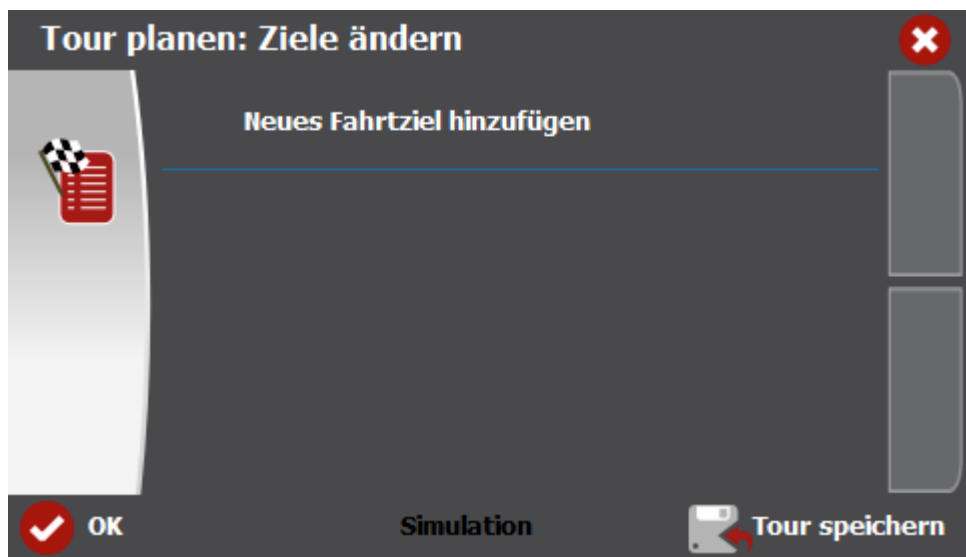 Tour planen: Ziele ändern
Neues Fahrtziel hinzufügen
OK
Simulation
Tour speichern